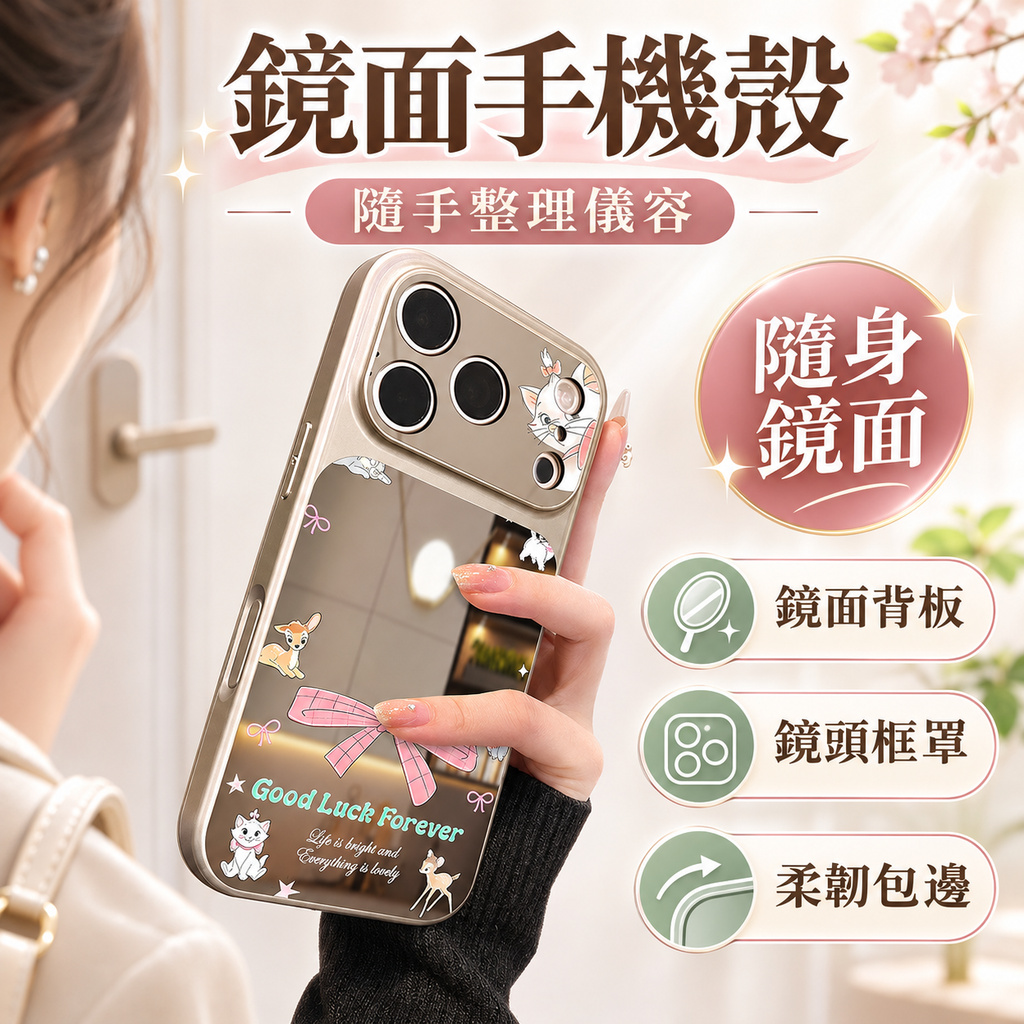 鏡面手機殼
隨手整理儀容
隨身
鏡面
鏡面背板
鏡頭框罩
柔韌包邊
Good Luck Forever
Life is bright and
Everything is lovely